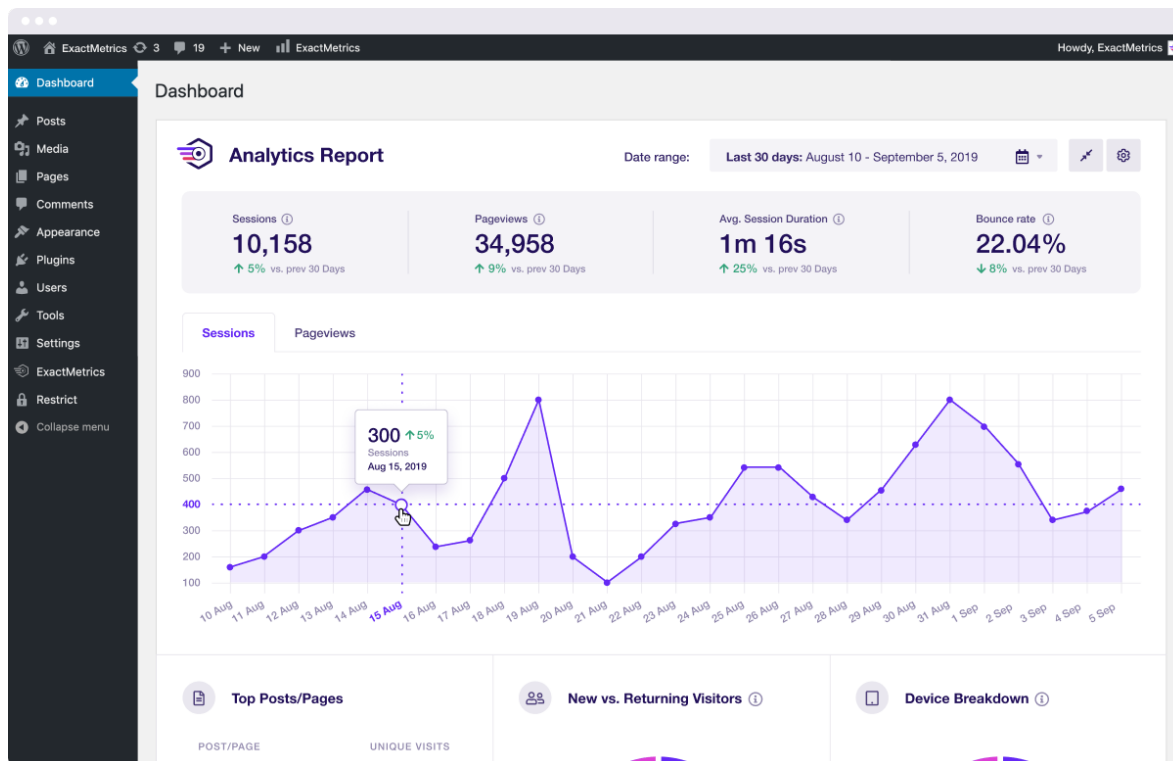 ExactMetrics 3 19 New ExactMetrics Howdy, ExactMetrics
Dashboard
Posts
Media
Pages
Comments
Appearance
Plugins
Users
Tools
Settings
ExactMetrics
Restrict
Collapse menu
Dashboard
Analytics Report
Date range: Last 30 days: August 10 - September 5, 2019
Sessions
10,158
5% vs. prev 30 Days
Pageviews
34,958
9% vs. prev 30 Days
Avg. Session Duration
1m 16s
25% vs. prev 30 Days
Bounce rate
22.04%
8% vs. prev 30 Days
Sessions Pageviews
900
800
700
600
500
400
300
200
100
300 5%
Sessions
Aug 15, 2019
10 Aug 11 Aug 12 Aug 13 Aug 14 Aug 15 Aug 16 Aug 17 Aug 18 Aug 19 Aug 20 Aug 21 Aug 22 Aug 23 Aug 24 Aug 25 Aug 26 Aug 27 Aug 28 Aug 29 Aug 30 Aug 31 Aug 1 Sep 2 Sep 3 Sep 4 Sep 5 Sep
Top Posts/Pages
POST/PAGE UNIQUE VISITS
New vs. Returning Visitors
Device Breakdown